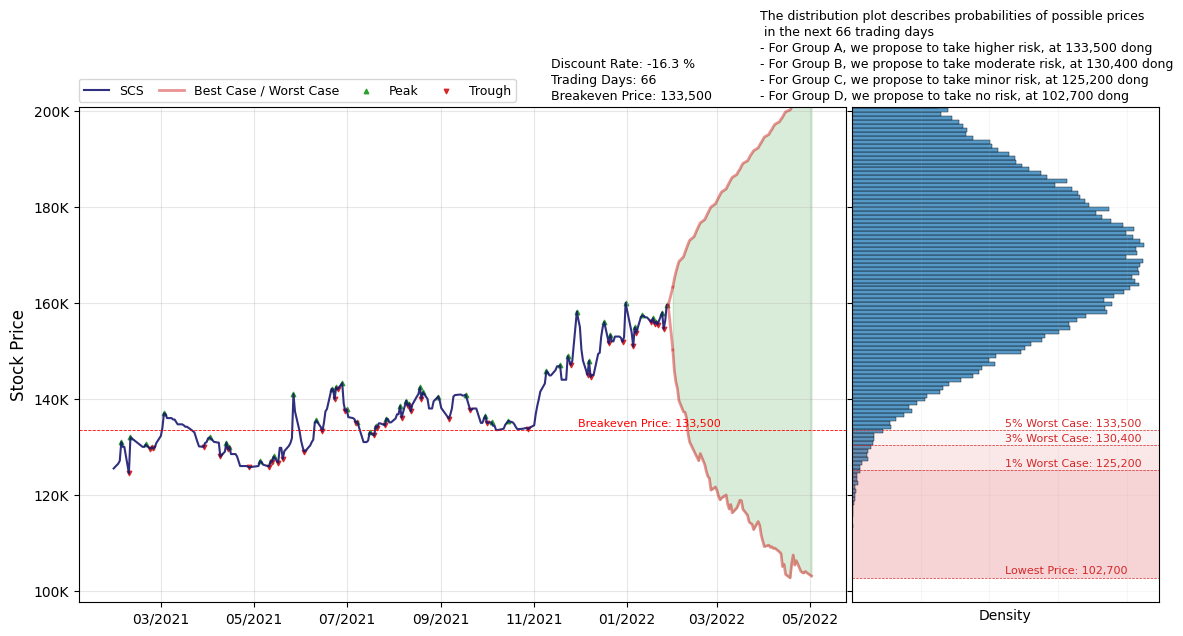 The distribution plot describes probabilities of possible prices
in the next 66 trading days
- For Group A, we propose to take higher risk, at 133,500 dong
- For Group B, we propose to take moderate risk, at 130,400 dong
- For Group C, we propose to take minor risk, at 125,200 dong
- For Group D, we propose to take no risk, at 102,700 dong
Discount Rate: -16.3 %
Trading Days: 66
Breakeven Price: 133,500
SCS
Best Case / Worst Case
Peak
Trough
Stock Price
200K
180K
160K
140K
120K
100K
Breakeven Price: 133,500
5% Worst Case: 133,500
3% Worst Case: 130,400
1% Worst Case: 125,200
Lowest Price: 102,700
03/2021
05/2021
07/2021
09/2021
11/2021
01/2022
03/2022
05/2022
Density